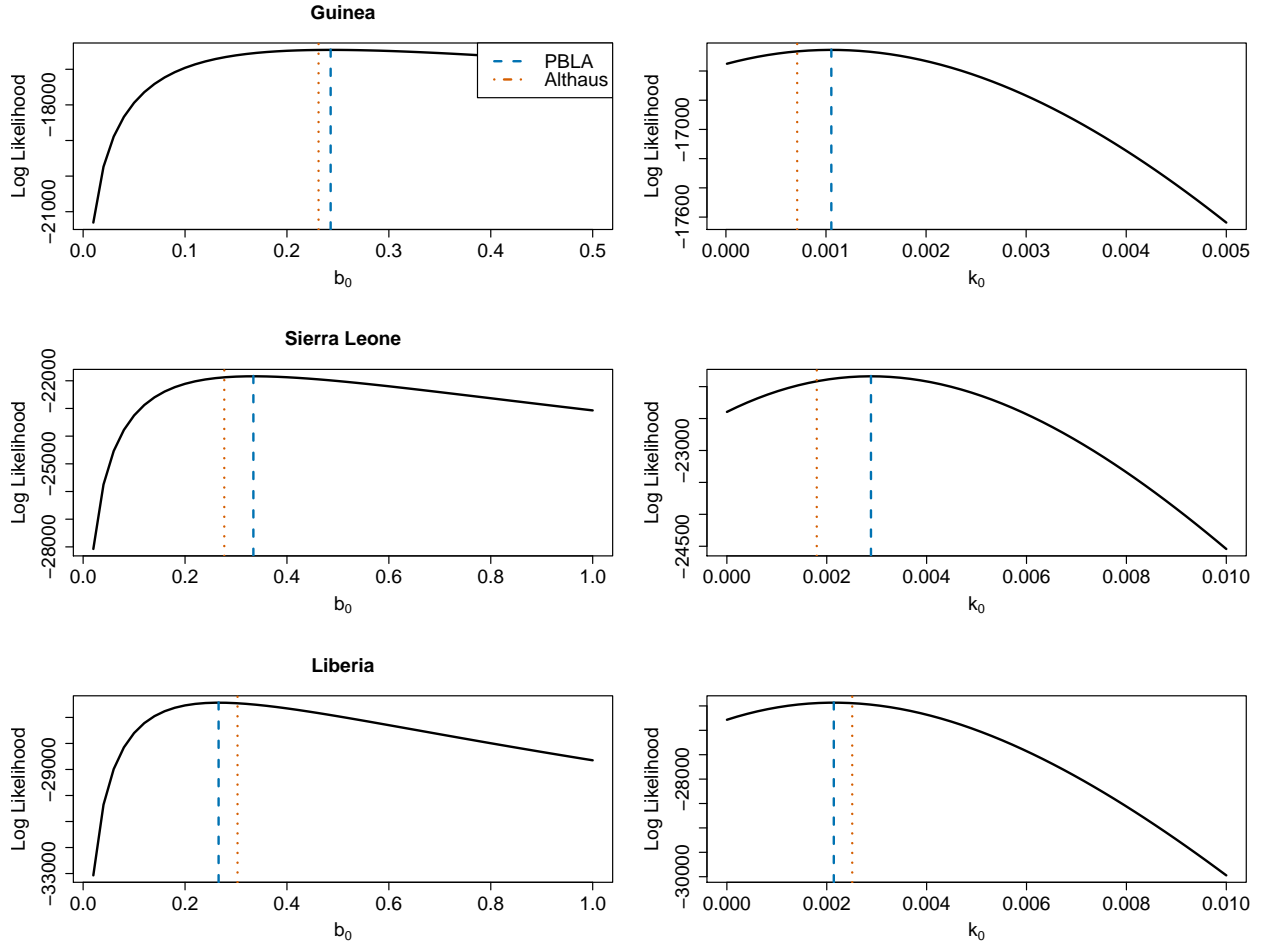 Guinea
Log Likelihood
−18000
−21000
0.0 0.1 0.2 0.3 0.4 0.5
b0
PBLA
Althaus
Log Likelihood
−17000
−17600
0.000 0.001 0.002 0.003 0.004 0.005
k0
Sierra Leone
Log Likelihood
−22000
−25000
−28000
0.0 0.2 0.4 0.6 0.8 1.0
b0
Log Likelihood
−23000
−24500
0.000 0.002 0.004 0.006 0.008 0.010
k0
Liberia
Log Likelihood
−29000
−33000
0.0 0.2 0.4 0.6 0.8 1.0
b0
Log Likelihood
−28000
−30000
0.000 0.002 0.004 0.006 0.008 0.010
k0